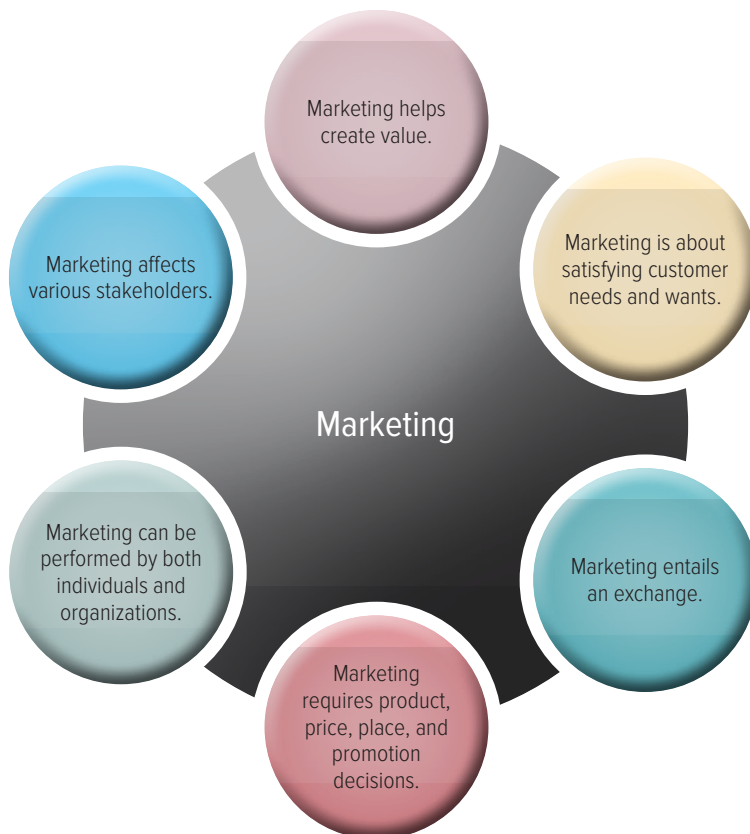 Marketing helps
create value.
Marketing is about
satisfying customer
needs and wants.
Marketing entails
an exchange.
Marketing
requires product,
price, place, and
promotion
decisions.
Marketing can be
performed by both
individuals and
organizations.
Marketing affects
various stakeholders.
Marketing